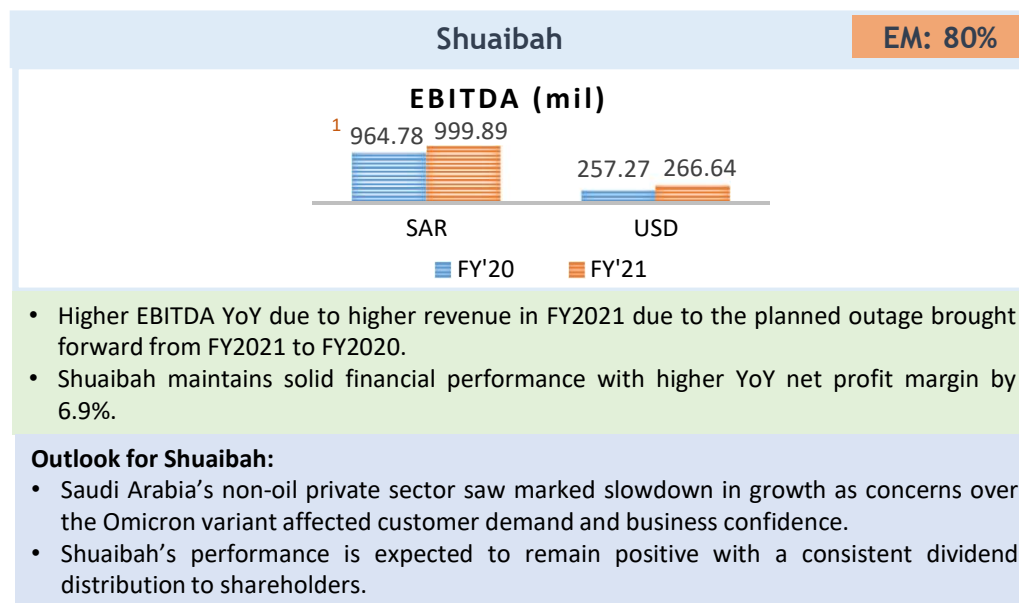 Shuaibah
EM: 80%
EBITDA (mil)
1
964.78 999.89
257.27 266.64
SAR USD
FY'20 FY'21
• Higher EBITDA YoY due to higher revenue in FY2021 due to the planned outage brought
forward from FY2021 to FY2020.
• Shuaibah maintains solid financial performance with higher YoY net profit margin by
6.9%.
Outlook for Shuaibah:
• Saudi Arabia’s non-oil private sector saw marked slowdown in growth as concerns over
the Omicron variant affected customer demand and business confidence.
• Shuaibah’s performance is expected to remain positive with a consistent dividend
distribution to shareholders.